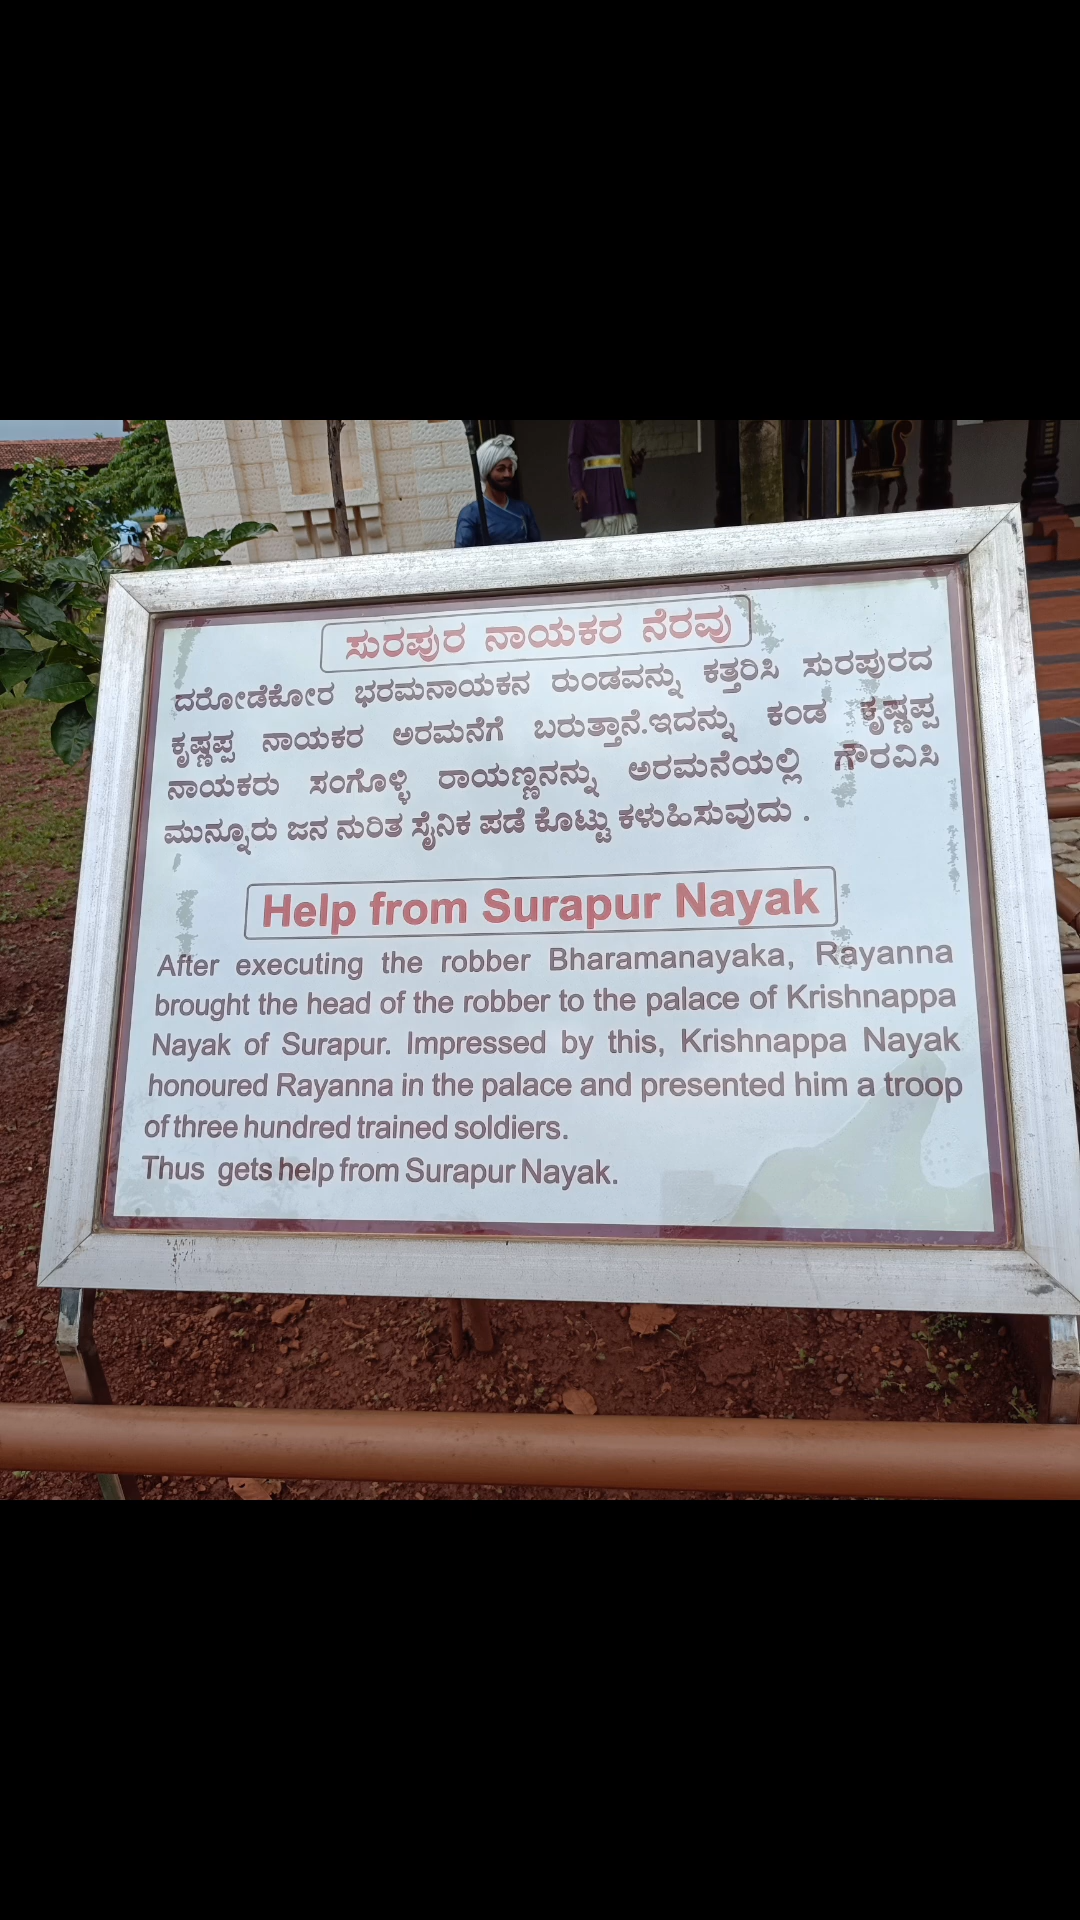 ಸುರಪುರ ನಾಯಕರ ನೆರವು
ದರೋಡೆಕೋರ ಭರಮನಾಯಕನ ರುಂಡವನ್ನು ಕತ್ತರಿಸಿ ಸುರಪುರದ
ಕೃಷ್ಣಪ್ಪ ನಾಯಕರ ಅರಮನೆಗೆ ಬರುತ್ತಾನೆ.ಇದನ್ನು ಕಂಡ ಕೃಷ್ಣಪ್ಪ
ನಾಯಕರು ಸಂಗೊಳ್ಳಿ ರಾಯಣ್ಣನನ್ನು ಅರಮನೆಯಲ್ಲಿ ಗೌರವಿಸಿ
ಮುನ್ನೂರು ಜನ ನುರಿತ ಸೈನಿಕ ಪಡೆ ಕೊಟ್ಟು ಕಳುಹಿಸುವುದು .
Help from Surapur Nayak
After executing the robber Bharamanayaka, Rayanna
brought the head of the robber to the palace of Krishnappa
Nayak of Surapur. Impressed by this, Krishnappa Nayak
honoured Rayanna in the palace and presented him a troop
of three hundred trained soldiers.
Thus gets help from Surapur Nayak.